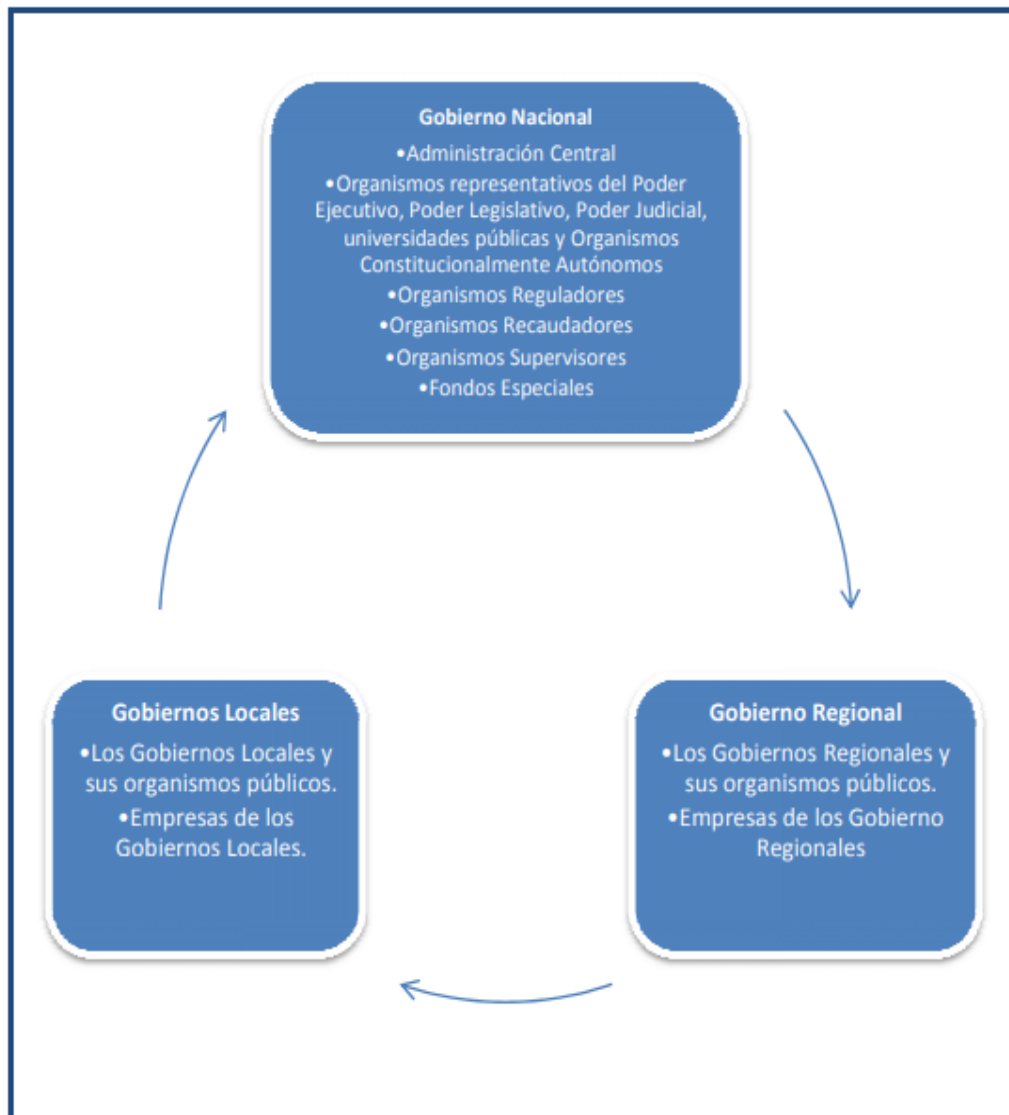 Gobierno Nacional
•Administración Central
•Organismos representativos del Poder
Ejecutivo, Poder Legislativo, Poder Judicial,
universidades públicas y Organismos
Constitucionalmente Autónomos
•Organismos Reguladores
•Organismos Recaudadores
•Organismos Supervisores
•Fondos Especiales
Gobiernos Locales
•Los Gobiernos Locales y
sus organismos públicos.
•Empresas de los
Gobiernos Locales.
Gobierno Regional
•Los Gobiernos Regionales y
sus organismos públicos.
•Empresas de los Gobierno
Regionales